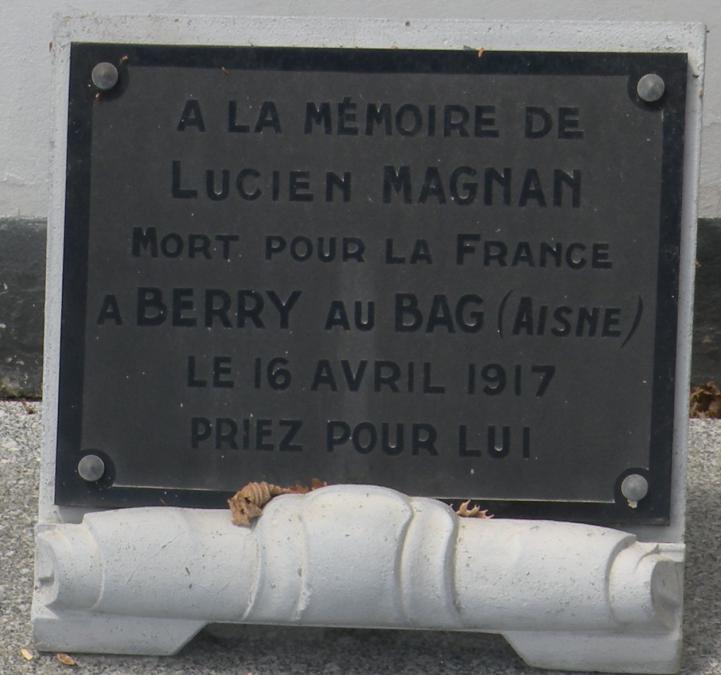 A LA MÉMOIRE DE
LUCIEN MAGNAN
MORT POUR LA FRANCE
A BERRY AU BAG (AISNE)
LE 16 AVRIL 1917
PRIEZ POUR LUI